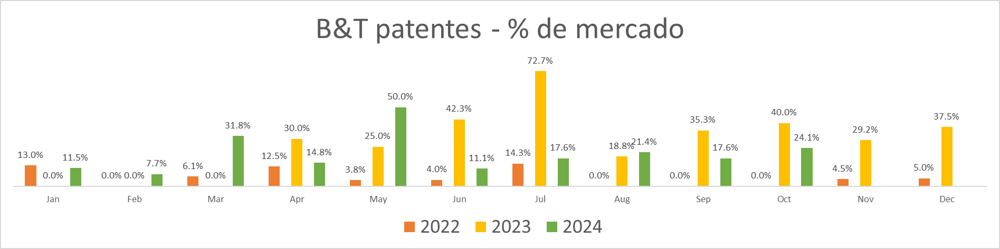 B&T patentes - % de mercado
13.0% 0.0% 11.5%
0.0% 0.0% 7.7%
6.1% 0.0% 31.8%
12.5% 30.0% 14.8%
3.8% 25.0% 50.0%
4.0% 42.3% 11.1%
14.3% 72.7% 17.6%
0.0% 18.8% 21.4%
0.0% 35.3% 17.6%
0.0% 40.0% 24.1%
4.5% 29.2%
5.0% 37.5%
Jan Feb Mar Apr May Jun Jul Aug Sep Oct Nov Dec
2022 2023 2024